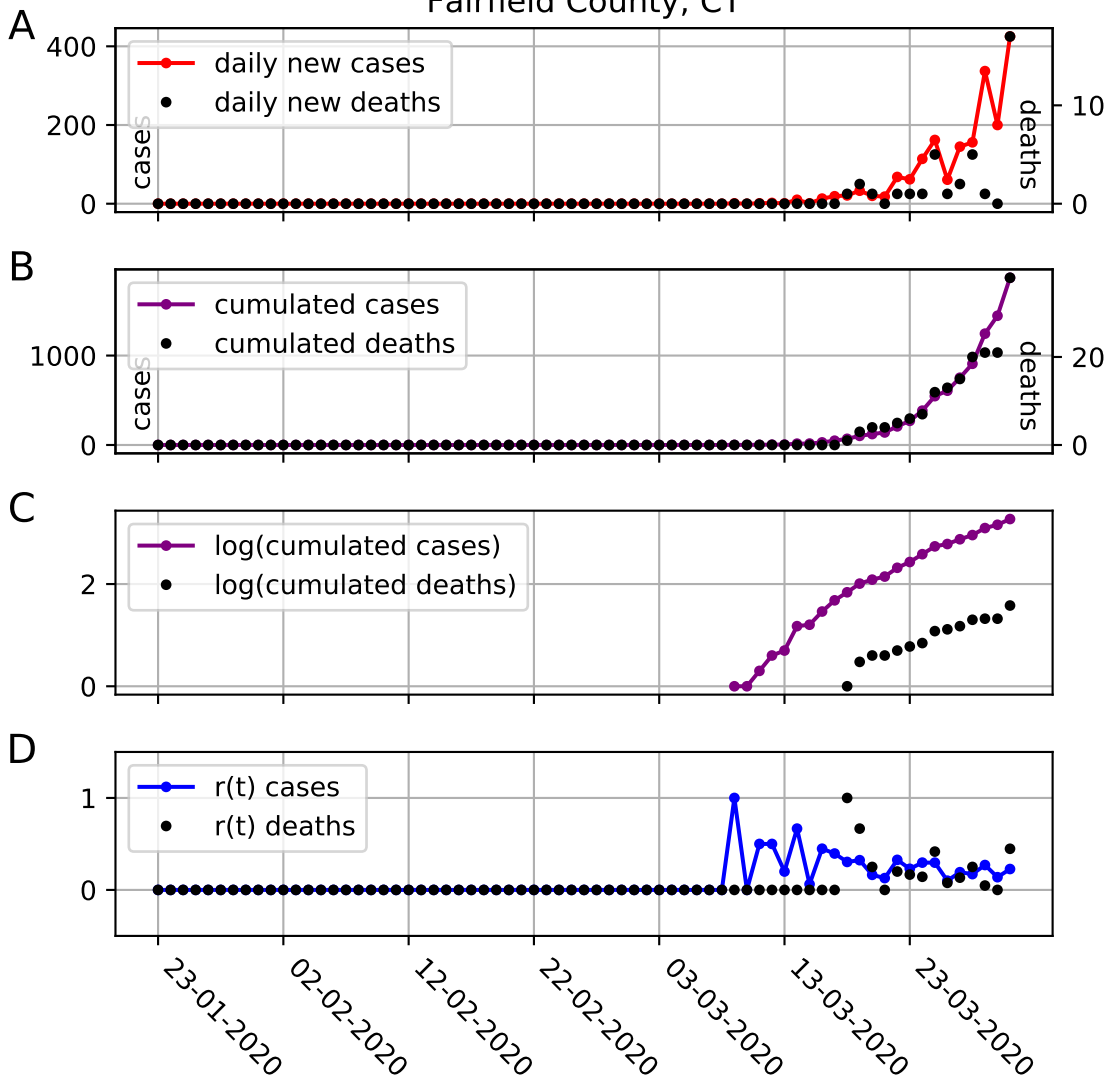 Fairfield County, CT
A
400
200
0
cases
daily new cases
daily new deaths
10
0
deaths
B
1000
0
cases
cumulated cases
cumulated deaths
20
0
deaths
C
2
0
log(cumulated cases)
log(cumulated deaths)
D
1
0
r(t) cases
r(t) deaths
23-01-2020
02-02-2020
12-02-2020
22-02-2020
03-03-2020
13-03-2020
23-03-2020